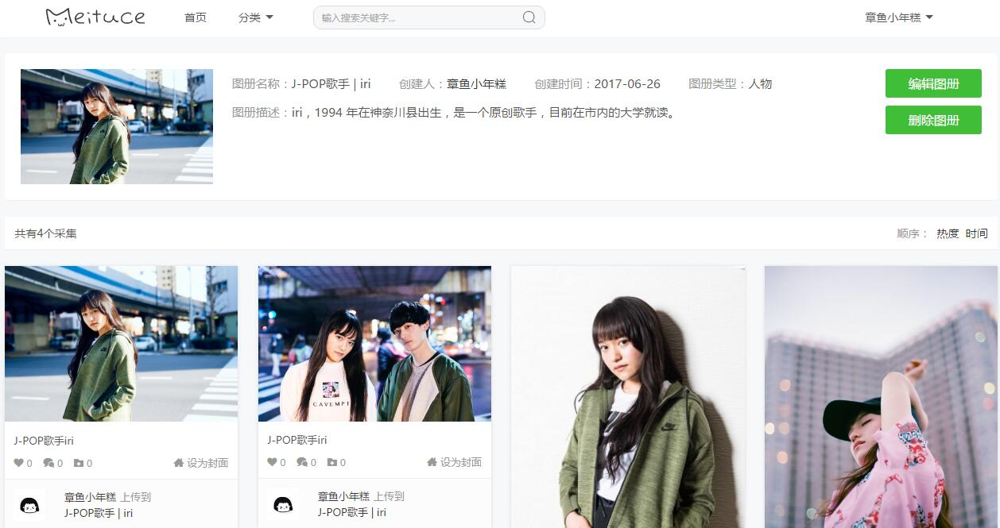 Meituce 首页 分类 输入搜索关键字... 章鱼小年糕
图册名称：J-POP歌手 | iri 创建人：章鱼小年糕 创建时间：2017-06-26 图册类型：人物 编辑图册
图册描述：iri，1994 年在神奈川县出生，是一个原创歌手，目前在市内的大学就读。 删除图册
共有4个采集 顺序： 热度 时间
CAVEMPT
J-POP歌手iri
0 0 0 设为封面
章鱼小年糕 上传到
J-POP歌手 | iri
J-POP歌手iri
0 0 0 设为封面
章鱼小年糕 上传到
J-POP歌手 | iri